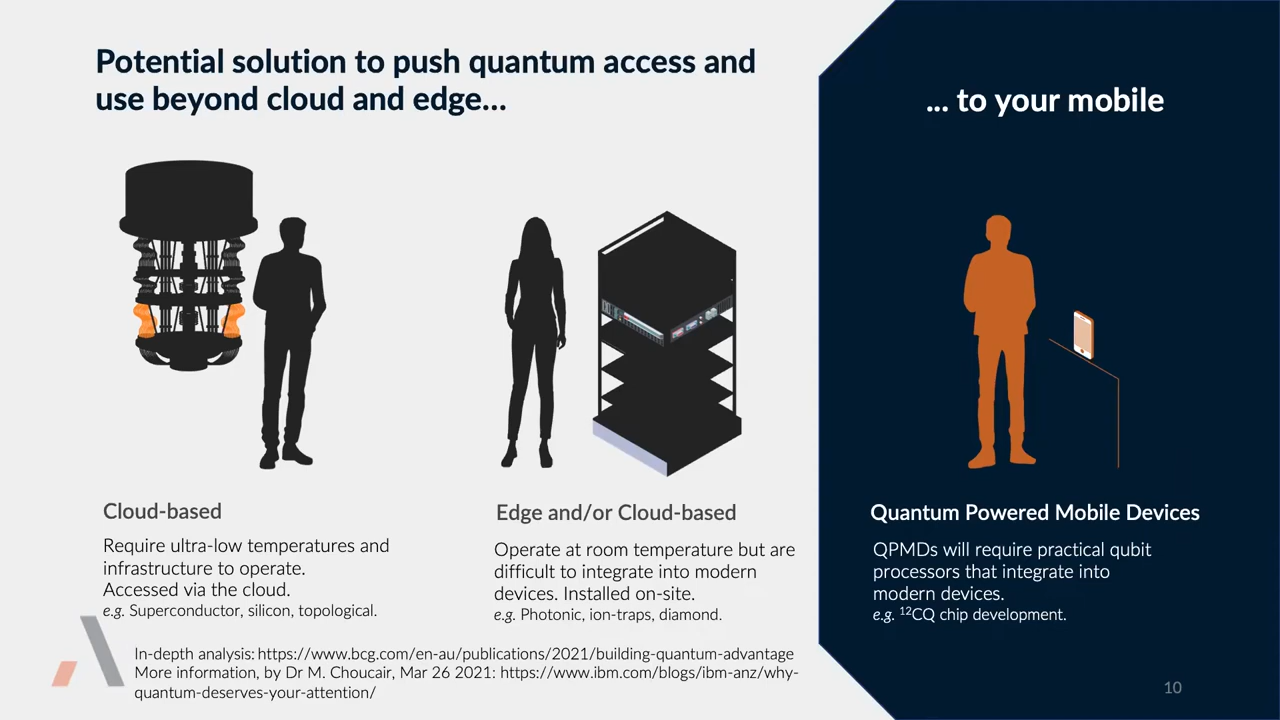 Potential solution to push quantum access and
use beyond cloud and edge...
... to your mobile
Cloud-based
Require ultra-low temperatures and
infrastructure to operate.
Accessed via the cloud.
e.g. Superconductor, silicon, topological.
Edge and/or Cloud-based
Operate at room temperature but are
difficult to integrate into modern
devices. Installed on-site.
e.g. Photonic, ion-traps, diamond.
Quantum Powered Mobile Devices
QPMDs will require practical qubit
processors that integrate into
modern devices.
e.g. ¹²CQ chip development.
In-depth analysis: https://www.bcg.com/en-au/publications/2021/building-quantum-advantage
More information, by Dr M. Choucair, Mar 26 2021: https://www.ibm.com/blogs/ibm-anz/why-
quantum-deserves-your-attention/
10